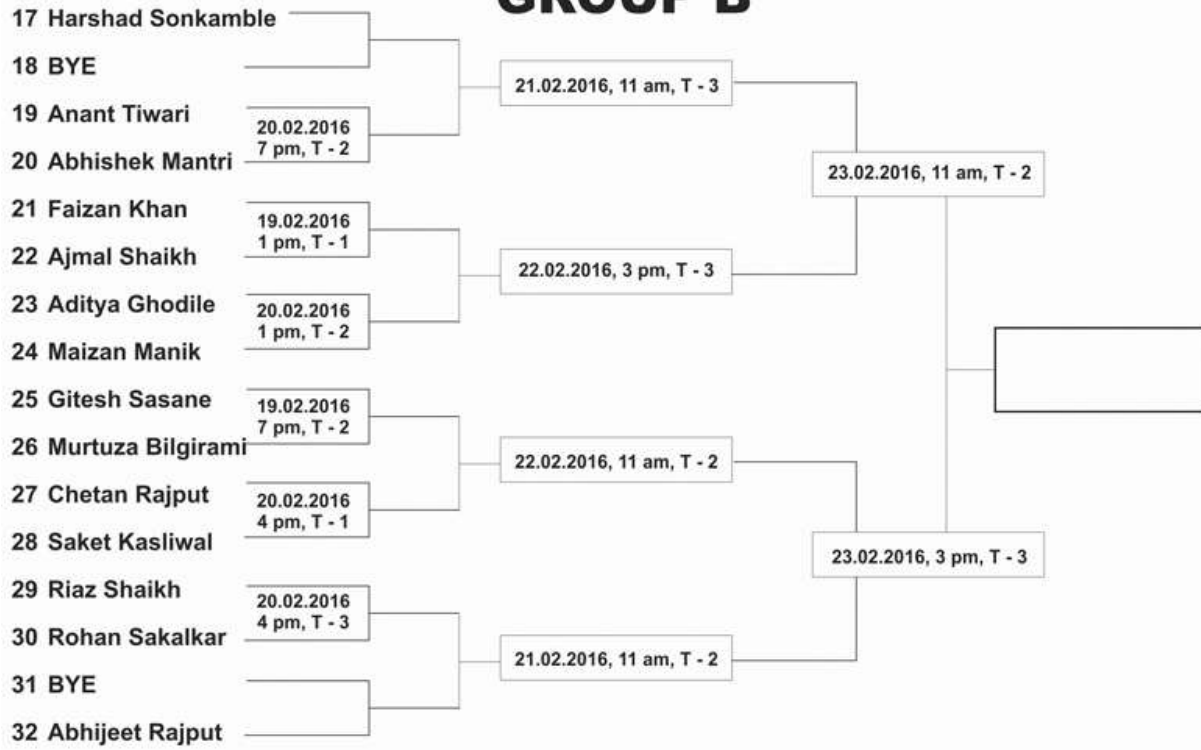 GROUP B
17 Harshad Sonkamble
18 BYE
19 Anant Tiwari
20.02.2016
7 pm, T - 2
20 Abhishek Mantri
21 Faizan Khan
19.02.2016
1 pm, T - 1
22 Ajmal Shaikh
23 Aditya Ghodile
20.02.2016
1 pm, T - 2
24 Maizan Manik
25 Gitesh Sasane
19.02.2016
7 pm, T - 2
26 Murtuza Bilgirami
27 Chetan Rajput
20.02.2016
4 pm, T - 1
28 Saket Kasliwal
29 Riaz Shaikh
20.02.2016
4 pm, T - 3
30 Rohan Sakalkar
31 BYE
32 Abhijeet Rajput
21.02.2016, 11 am, T - 3
22.02.2016, 3 pm, T - 3
22.02.2016, 11 am, T - 2
21.02.2016, 11 am, T - 2
23.02.2016, 11 am, T - 2
23.02.2016, 3 pm, T - 3